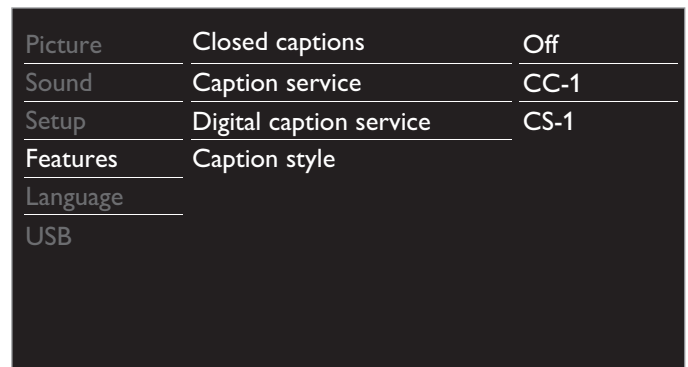 Picture Closed captions Off
Sound Caption service CC-1
Setup Digital caption service CS-1
Features Caption style
Language
USB